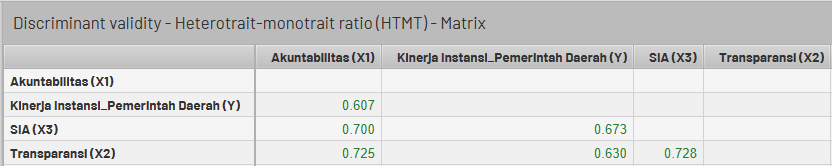 Discriminant validity - Heterotrait-monotrait ratio (HTMT) - Matrix
Akuntabilitas (X1) Kinerja Instansi_Pemerintah Daerah (Y) SIA (X3) Transparansi (X2)
Akuntabilitas (X1)
Kinerja Instansi_Pemerintah Daerah (Y) 0.607
SIA (X3) 0.700 0.673
Transparansi (X2) 0.725 0.630 0.728